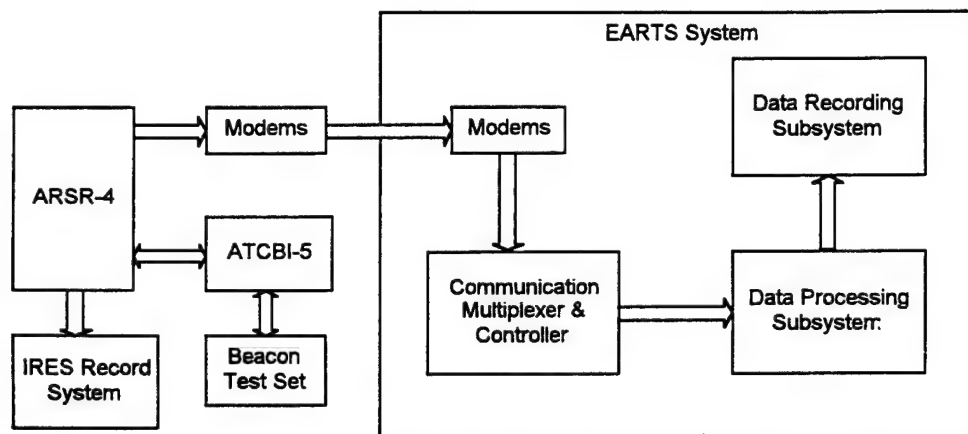 EARTS System
Data Recording
Subsystem
Modems
Modems
ARSR-4
ATCBI-5
Communication
Multiplexer &
Controller
Data Processing
Subsystem
IRES Record
System
Beacon
Test Set